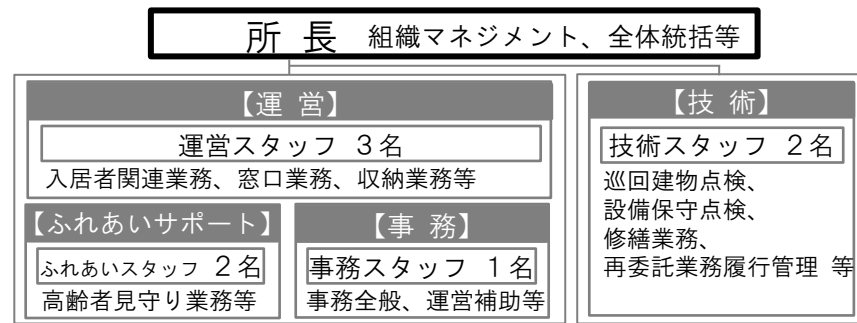 所 長 組織マネジメント、全体統括等
【運 営】
運営スタッフ 3名
入居者関連業務、窓口業務、収納業務等
【ふれあいサポート】
ふれあいスタッフ 2名
高齢者見守り業務等
【事 務】
事務スタッフ 1名
事務全般、運営補助等
【技 術】
技術スタッフ 2名
巡回建物点検、
設備保守点検、
修繕業務、
再委託業務履行管理 等